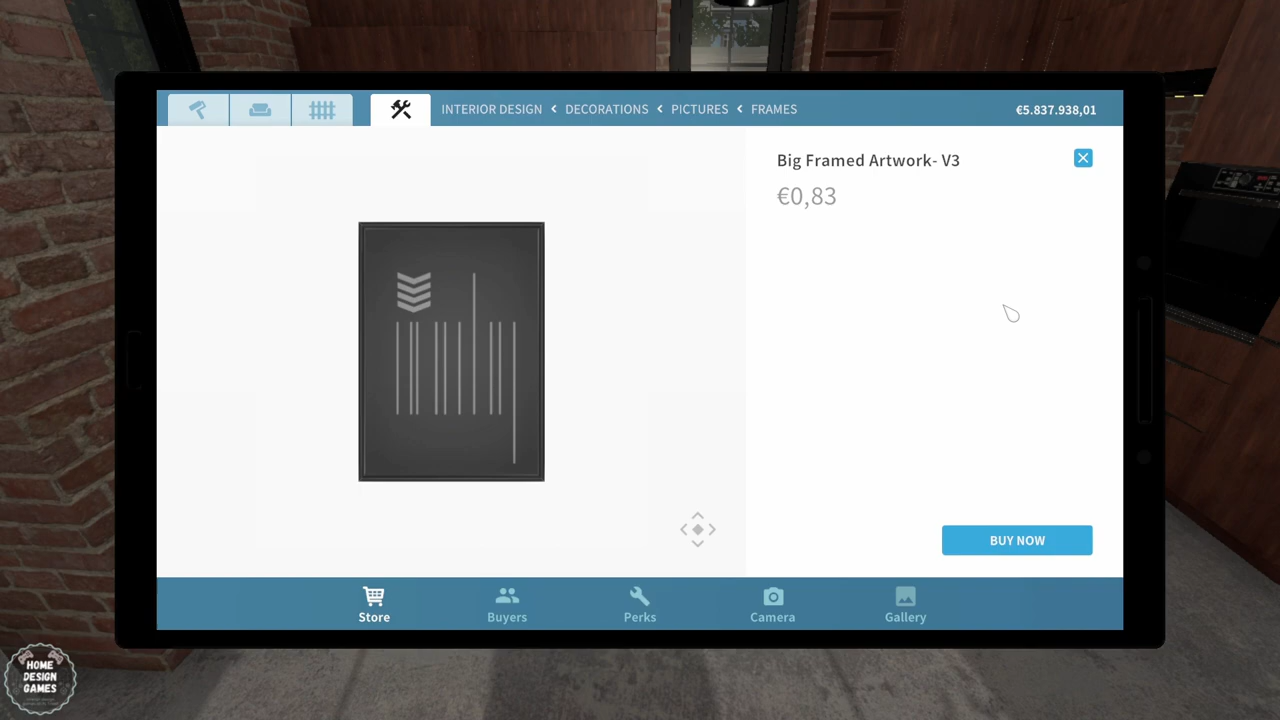 INTERIOR DESIGN < DECORATIONS < PICTURES < FRAMES
€5.837.938,01
Big Framed Artwork- V3
€0,83
BUY NOW
Store
Buyers
Perks
Camera
Gallery
HOME
DESIGN
GAMES